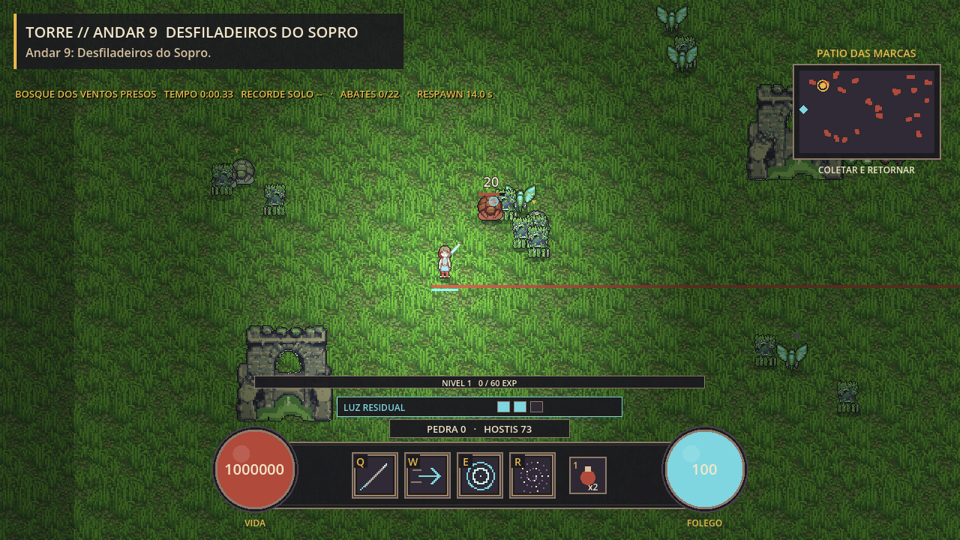 TORRE // ANDAR 9 DESFILADEIROS DO SOPRO
Andar 9: Desfiladeiros do Sopro.
BOSQUE DOS VENTOS PRESOS TEMPO 0:00.33 RECORDE SOLO -- · ABATES 0/22 · RESPAWN 14.0 s
PATIO DAS MARCAS
COLETAR E RETORNAR
20
NIVEL 1 0 / 60 EXP
LUZ RESIDUAL
PEDRA 0 · HOSTIS 73
1000000
Q
W
E
R
1
x2
100
VIDA
FOLEGO